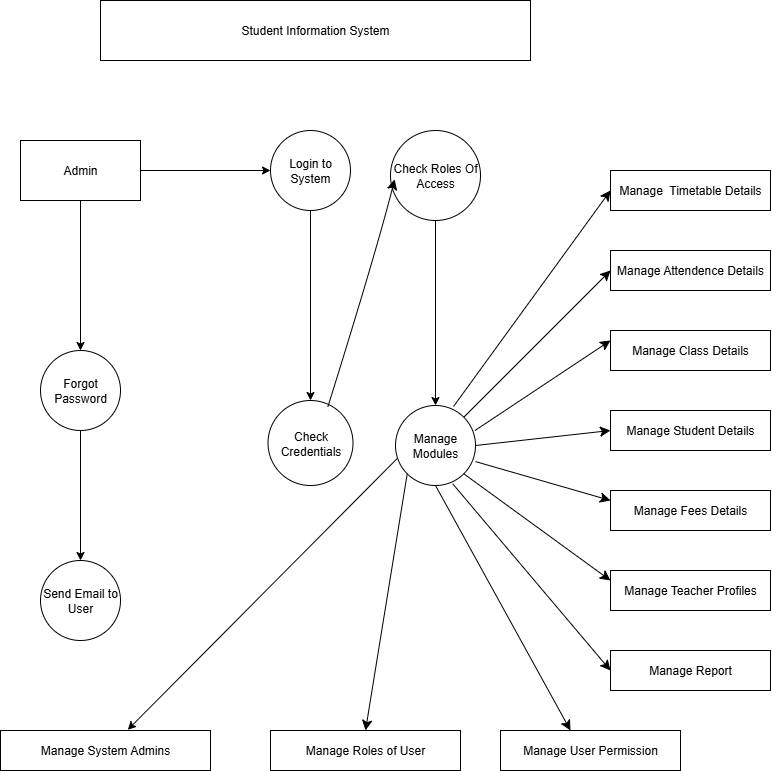 Student Information System
Admin
Login to
System
Check Roles Of
Access
Manage Timetable Details
Manage Attendence Details
Manage Class Details
Forgot
Password
Check
Credentials
Manage
Modules
Manage Student Details
Manage Fees Details
Send Email to
User
Manage Teacher Profiles
Manage Report
Manage System Admins
Manage Roles of User
Manage User Permission